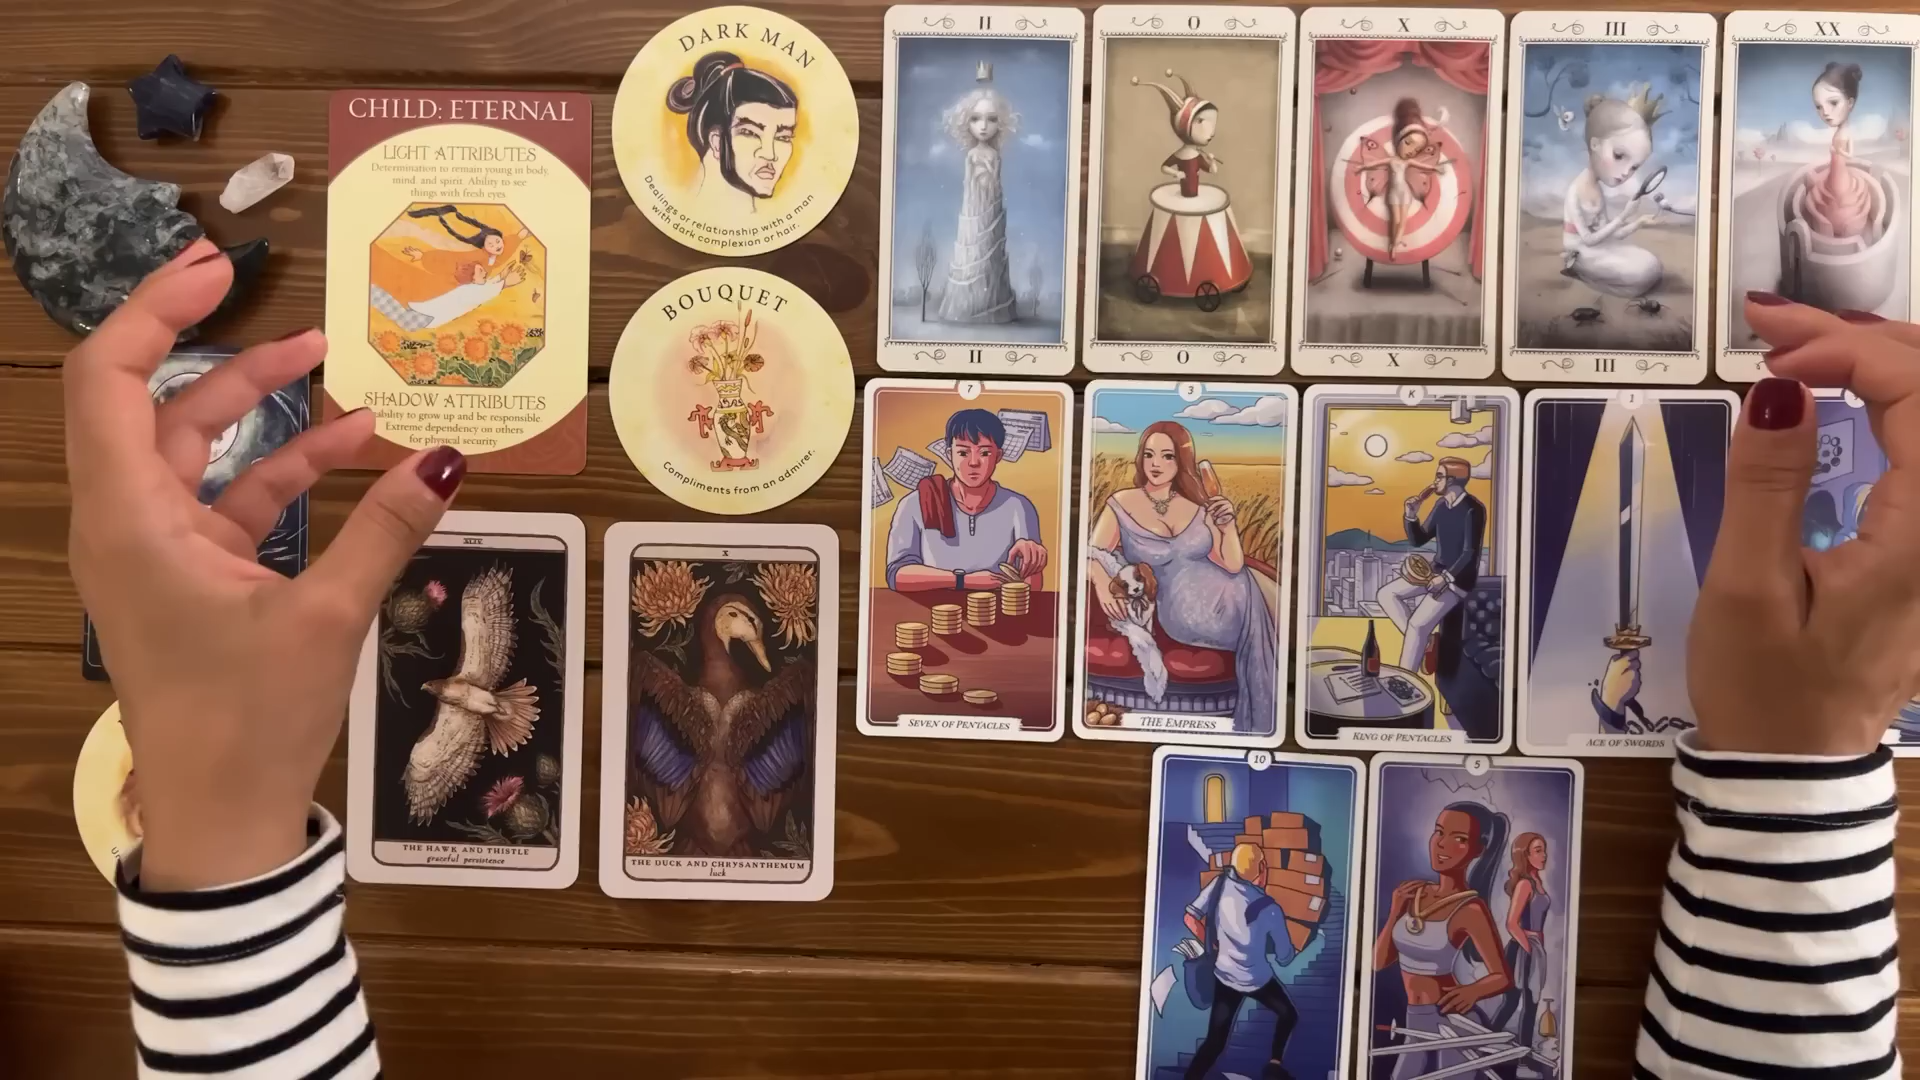 CHILD: ETERNAL
LIGHT ATTRIBUTES
Determination to remain young in body,
mind, and spirit. Ability to see
things with fresh eyes.
SHADOW ATTRIBUTES
ability to grow up and be responsible.
Extreme dependency on others
for physical security
DARK MAN
Dealings or relationship with a man
with dark complexion or hair.
BOUQUET
Compliments from an admirer.
II
II
0
0
X
X
III
III
XX
7
SEVEN OF PENTACLES
3
THE EMPRESS
K
KING OF PENTACLES
1
ACE OF SWORDS
THE HAWK AND THISTLE
graceful persistence
X
THE DUCK AND CHRYSANTHEMUM
luck
10
5